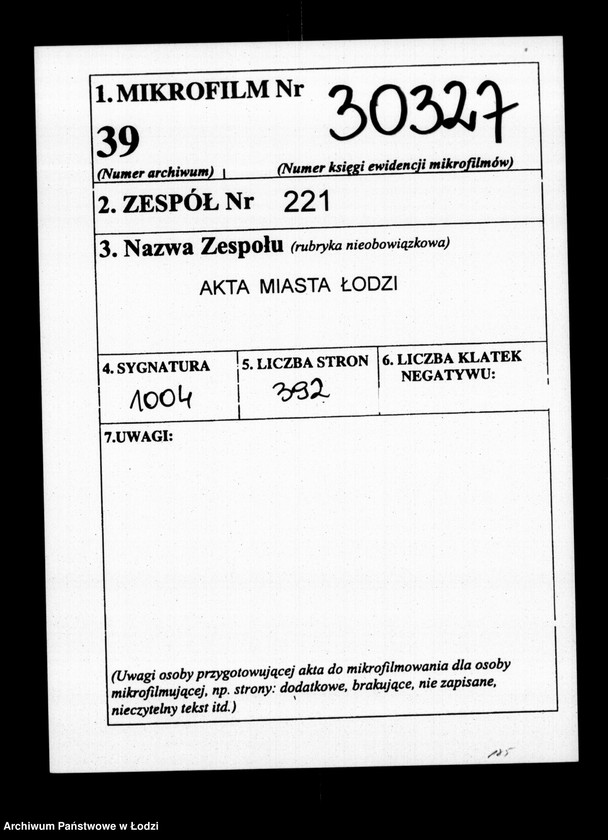 1. MIKROFILM Nr 30327
39
(Numer archiwum) (Numer księgi ewidencji mikrofilmów)
2. ZESPÓŁ Nr 221
3. Nazwa Zespołu (rubryka nieobowiązkowa)
AKTA MIASTA ŁODZI
4. SYGNATURA 5. LICZBA STRON 6. LICZBA KLATEK
NEGATYWU:
1004 392
7.UWAGI:
(Uwagi osoby przygotowującej akta do mikrofilmowania dla osoby
mikrofilmującej, np. strony: dodatkowe, brakujące, nie zapisane,
nieczytelny tekst itd.)
Archiwum Państwowe w Łodzi